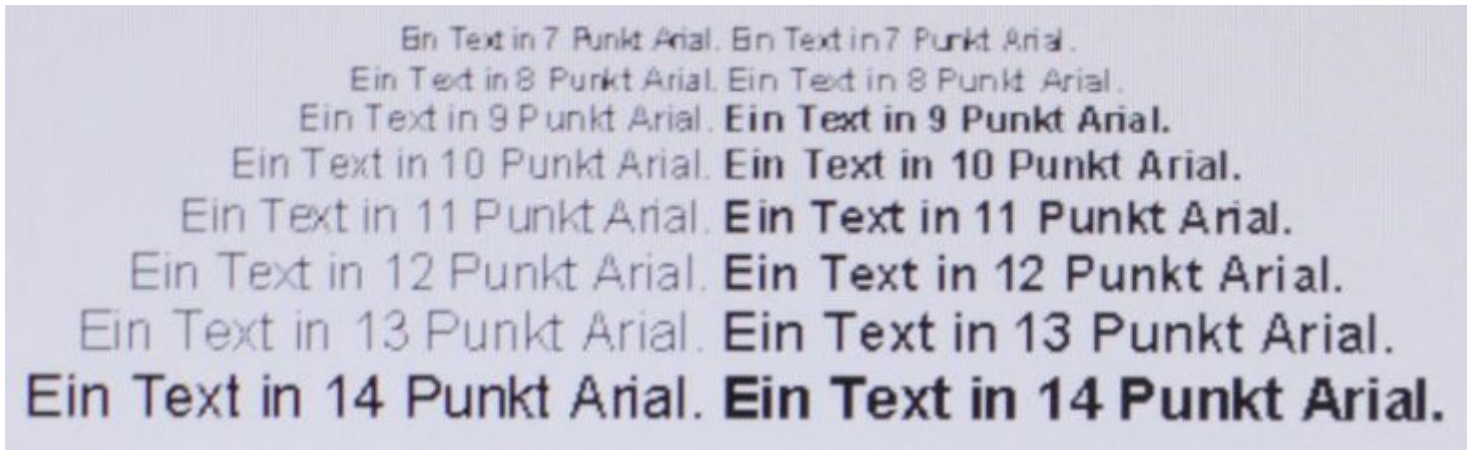 Ein Text in 7 Punkt Arial. Ein Text in 7 Punkt Arial.
Ein Text in 8 Punkt Arial. Ein Text in 8 Punkt Arial.
Ein Text in 9 Punkt Arial. Ein Text in 9 Punkt Arial.
Ein Text in 10 Punkt Arial. Ein Text in 10 Punkt Arial.
Ein Text in 11 Punkt Arial. Ein Text in 11 Punkt Arial.
Ein Text in 12 Punkt Arial. Ein Text in 12 Punkt Arial.
Ein Text in 13 Punkt Arial. Ein Text in 13 Punkt Arial.
Ein Text in 14 Punkt Arial. Ein Text in 14 Punkt Arial.